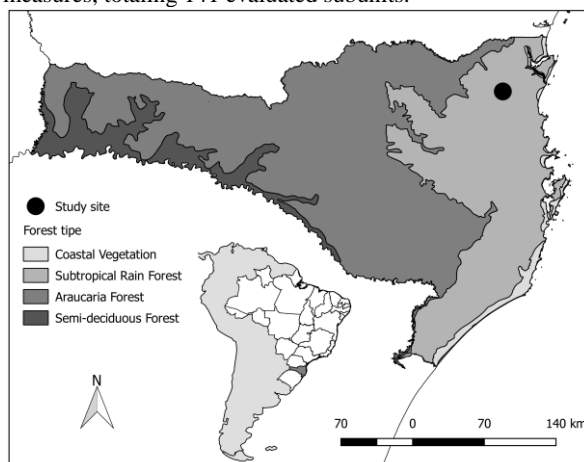 measures, totaling 141 evaluated subunits.
Study site
Forest tipe
Coastal Vegetation
Subtropical Rain Forest
Araucaria Forest
Semi-deciduous Forest
N
70 0 70 140 km